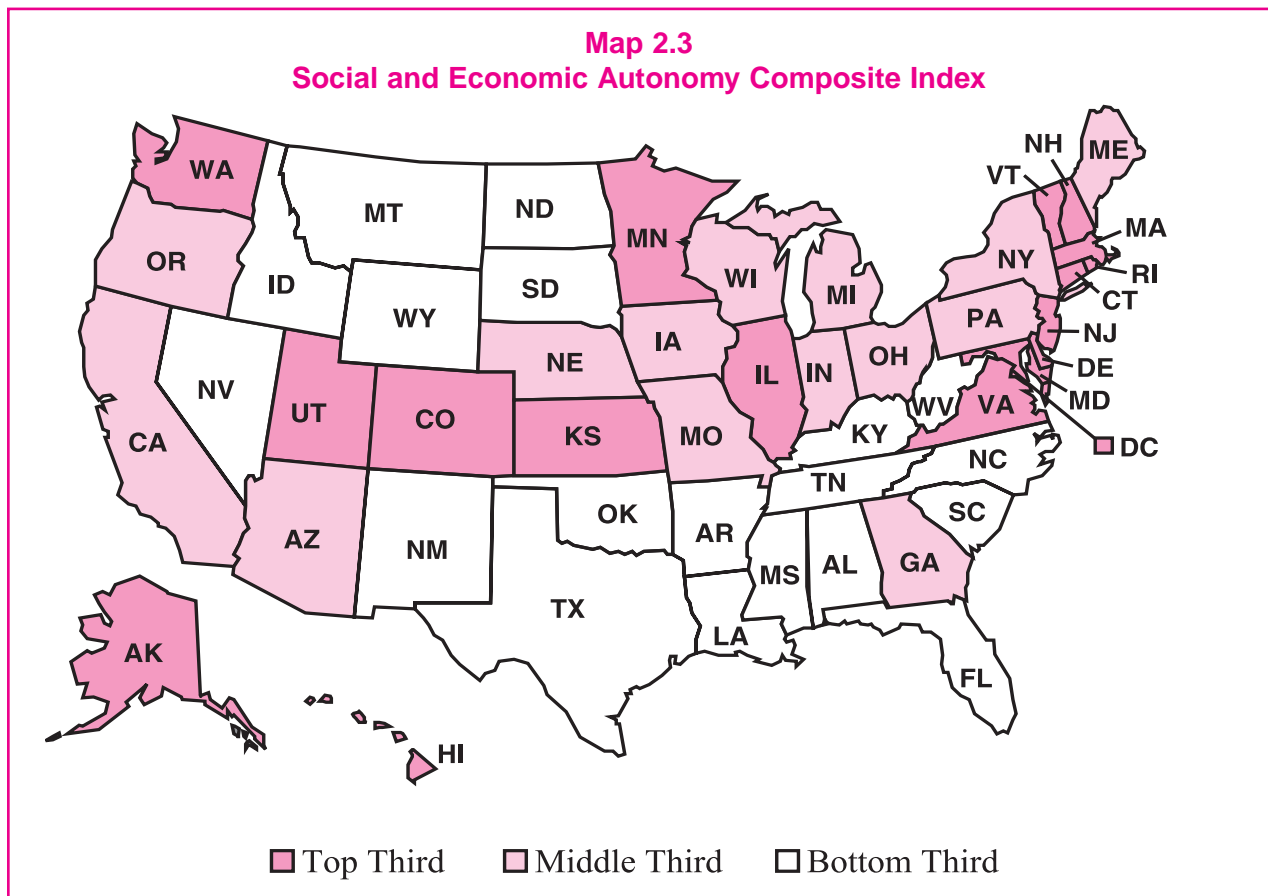 Map 2.3
Social and Economic Autonomy Composite Index
WA
MT
ND
MN
NH
VT
ME
OR
ID
SD
WI
MI
NY
MA
RI
CT
WY
NE
IA
PA
NJ
NV
UT
CO
KS
IL
IN
OH
DE
MD
CA
MO
KY
WV
VA
DC
AZ
NM
OK
AR
TN
NC
SC
TX
LA
MS
AL
GA
FL
AK
HI
Top Third
Middle Third
Bottom Third